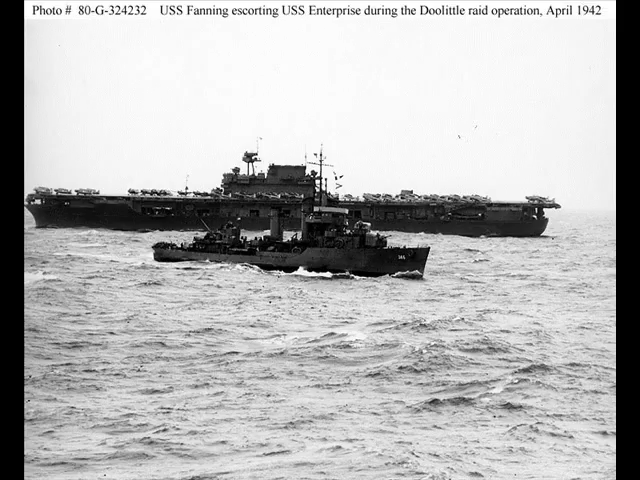 Photo # 80-G-324232 USS Fanning escorting USS Enterprise during the Doolittle raid operation, April 1942